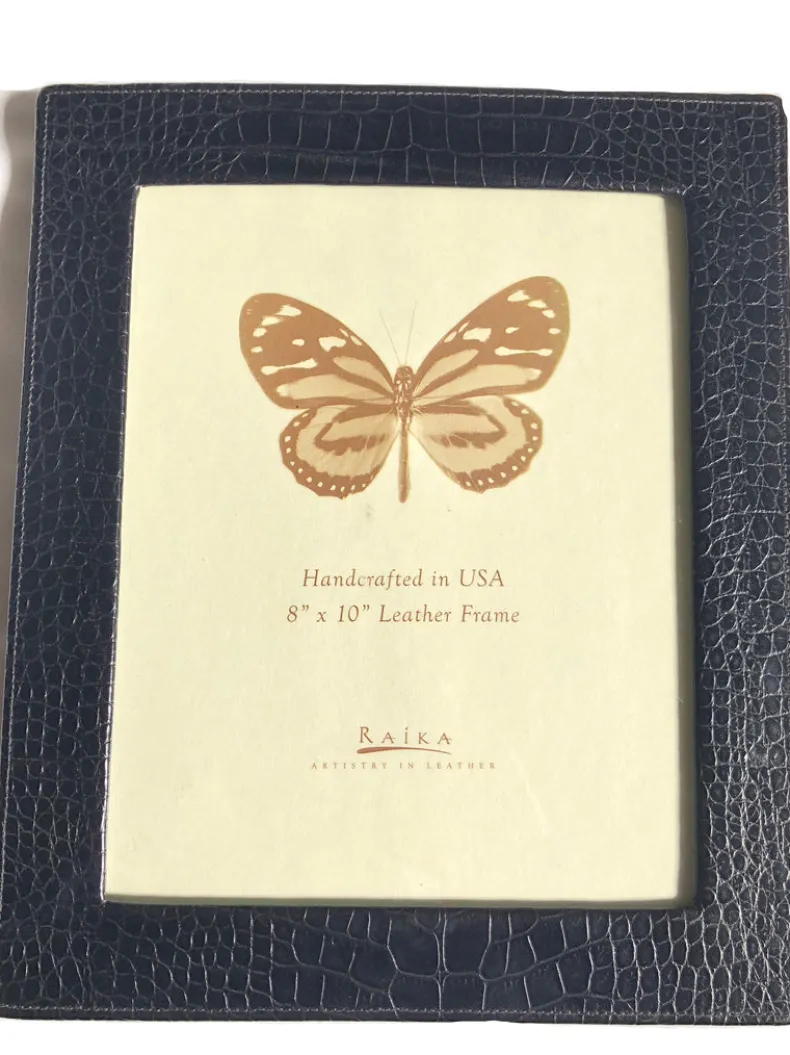 Handcrafted in USA
8” x 10” Leather Frame
RAIKA
ARTISTRY IN LEATHER